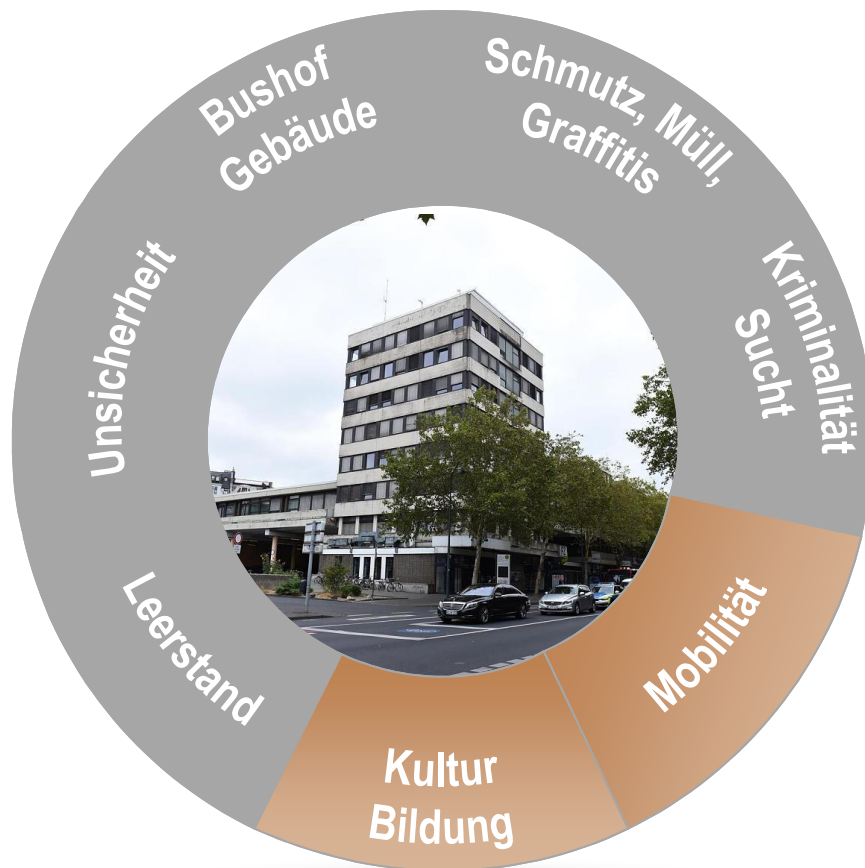 Bushof
Gebäude
Schmutz, Müll,
Graffitis
Kriminalität
Sucht
Mobilität
Kultur
Bildung
Leerstand
Unsicherheit